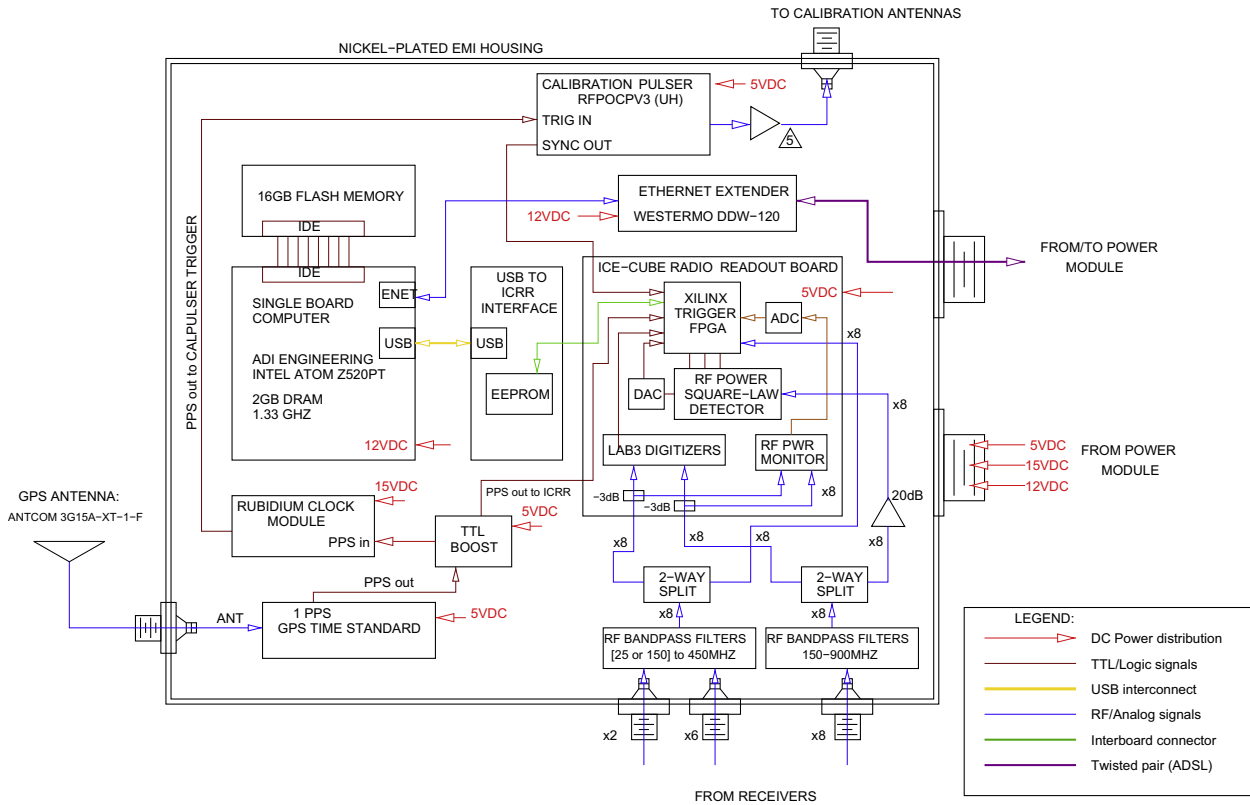 TO CALIBRATION ANTENNAS
NICKEL−PLATED EMI HOUSING
CALIBRATION PULSER
RFPOCPV3 (UH)
TRIG IN
SYNC OUT
5VDC
5
16GB FLASH MEMORY
IDE
IDE
ETHERNET EXTENDER
WESTERMO DDW−120
12VDC
FROM/TO POWER
MODULE
PPS out to CALPULSER TRIGGER
SINGLE BOARD
COMPUTER
ADI ENGINEERING
INTEL ATOM Z520PT
2GB DRAM
1.33 GHZ
ENET
USB
12VDC
USB TO
ICRR
INTERFACE
USB
EEPROM
ICE−CUBE RADIO READOUT BOARD
XILINX
TRIGGER
FPGA
5VDC
ADC
x8
DAC
RF POWER
SQUARE−LAW
DETECTOR
x8
LAB3 DIGITIZERS
RF PWR
MONITOR
−3dB
−3dB
x8
20dB
5VDC
15VDC
12VDC
FROM POWER
MODULE
GPS ANTENNA:
ANTCOM 3G15A−XT−1−F
15VDC
RUBIDIUM CLOCK
MODULE
PPS in
PPS out to ICRR
5VDC
TTL
BOOST
PPS out
ANT
1 PPS
GPS TIME STANDARD
5VDC
x8
x8
x8
x8
x8
2−WAY
SPLIT
2−WAY
SPLIT
x8
x8
RF BANDPASS FILTERS
[25 or 150] to 450MHZ
RF BANDPASS FILTERS
150−900MHZ
x2
x6
x8
FROM RECEIVERS
LEGEND:
DC Power distribution
TTL/Logic signals
USB interconnect
RF/Analog signals
Interboard connector
Twisted pair (ADSL)